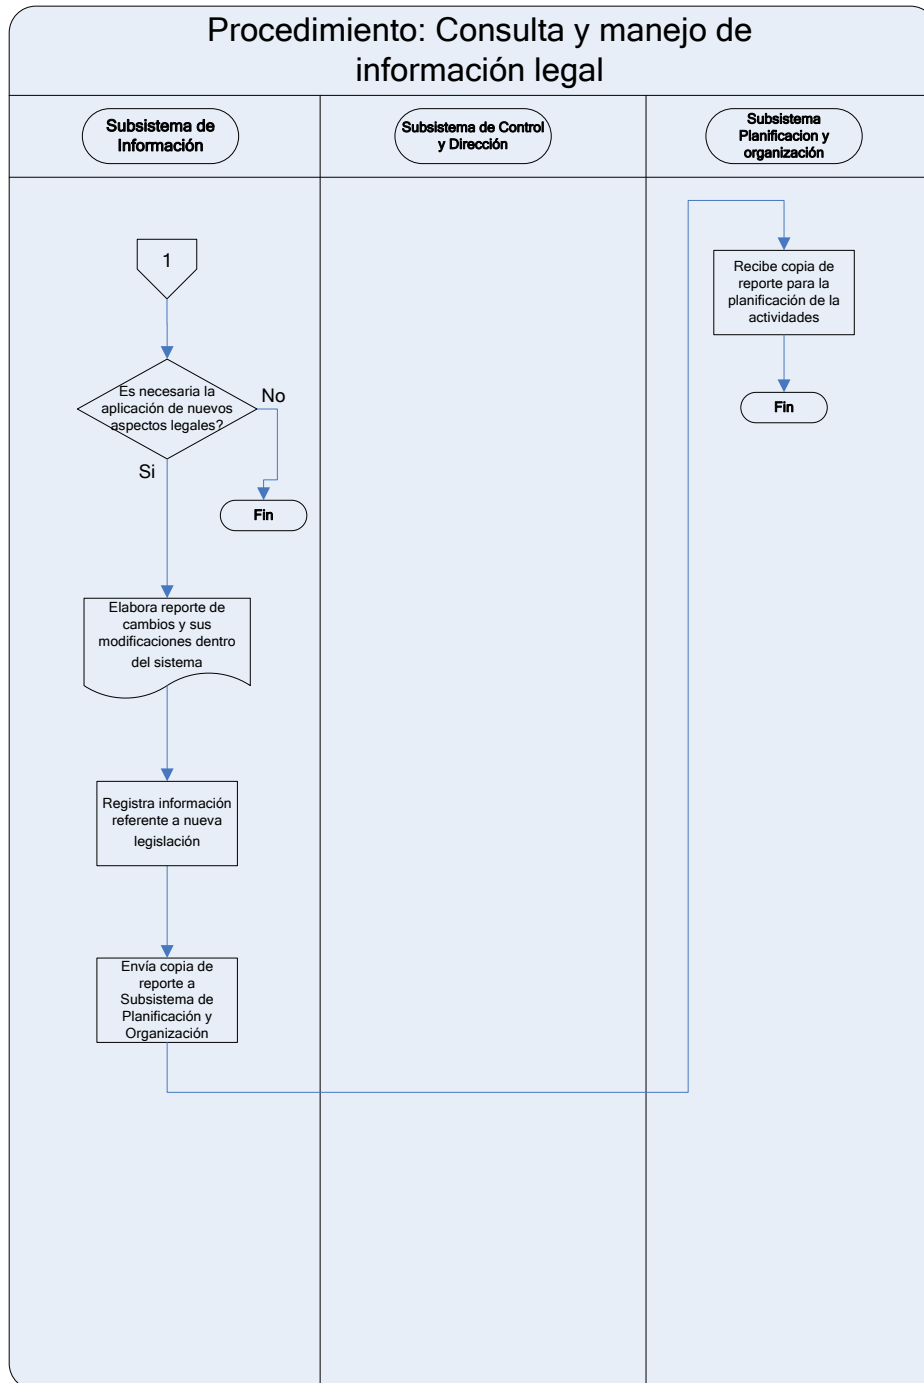 Procedimiento: Consulta y manejo de
información legal
Subsistema de
Información
Subsistema de Control
y Dirección
Subsistema
Planificacion y
organización
1
Es necesaria la
aplicación de nuevos
aspectos legales?
No
Si
Fin
Elabora reporte de
cambios y sus
modificaciones dentro
del sistema
Registra información
referente a nueva
legislación
Envía copia de
reporte a
Subsistema de
Planificación y
Organización
Recibe copia de
reporte para la
planificación de la
actividades
Fin